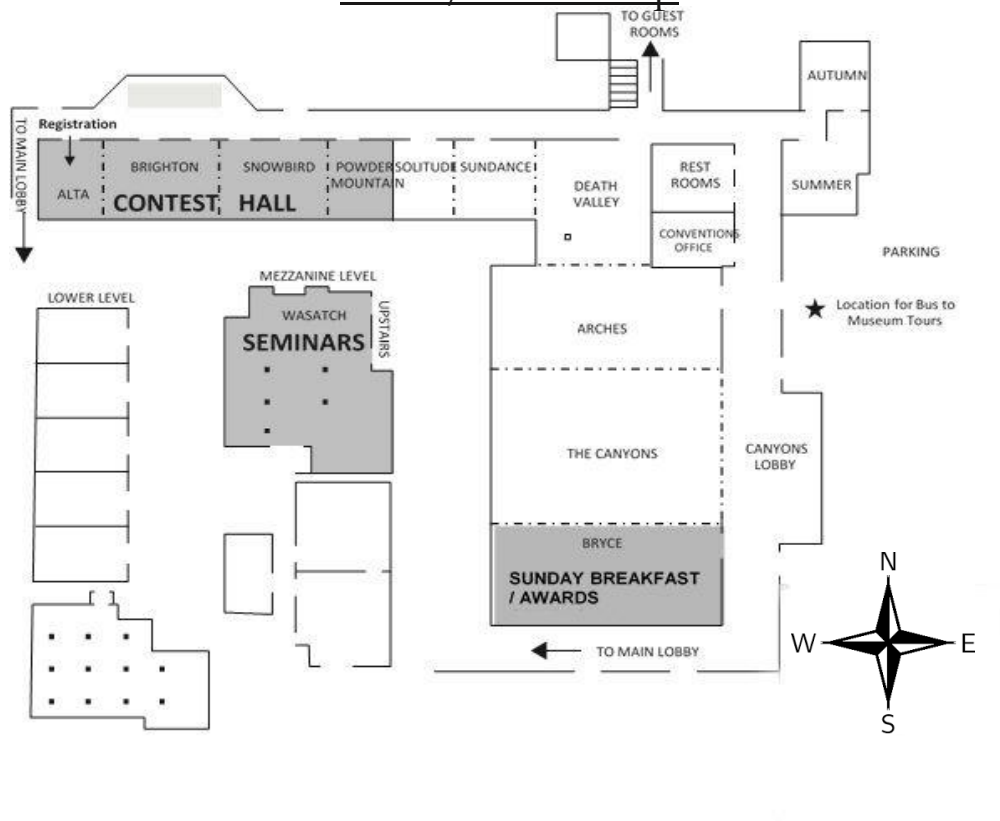 TO GUEST
ROOMS
AUTUMN
Registration
TO MAIN LOBBY
BRIGHTON
SNOWBIRD
POWDER
MOUNTAIN
SOLITUDE
SUNDANCE
ALTA
CONTEST HALL
DEATH
VALLEY
REST
ROOMS
SUMMER
CONVENTIONS
OFFICE
PARKING
Location for Bus to
Museum Tours
LOWER LEVEL
MEZZANINE LEVEL
WASATCH
SEMINARS
UPSTAIRS
ARCHES
THE CANYONS
CANYONS
LOBBY
BRYCE
SUNDAY BREAKFAST
/ AWARDS
TO MAIN LOBBY
N
W
E
S